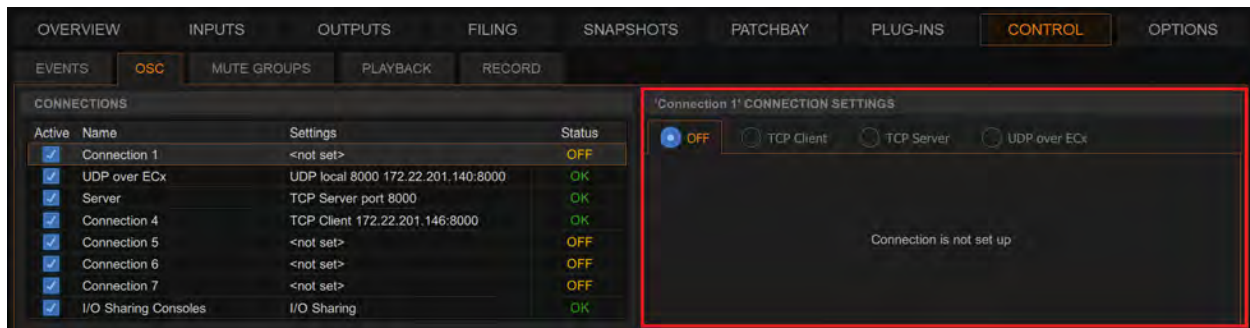 OVERVIEW INPUTS OUTPUTS FILING SNAPSHOTS PATCHBAY PLUG-INS CONTROL OPTIONS
EVENTS OSC MUTE GROUPS PLAYBACK RECORD
CONNECTIONS
Active Name Settings Status
Connection 1 <not set> OFF
UDP over ECx UDP local 8000 172.22.201.140:8000 OK
Server TCP Server port 8000 OK
Connection 4 TCP Client 172.22.201.146:8000 OK
Connection 5 <not set> OFF
Connection 6 <not set> OFF
Connection 7 <not set> OFF
I/O Sharing Consoles I/O Sharing OK
'Connection 1' CONNECTION SETTINGS
OFF TCP Client TCP Server UDP over ECx
Connection is not set up